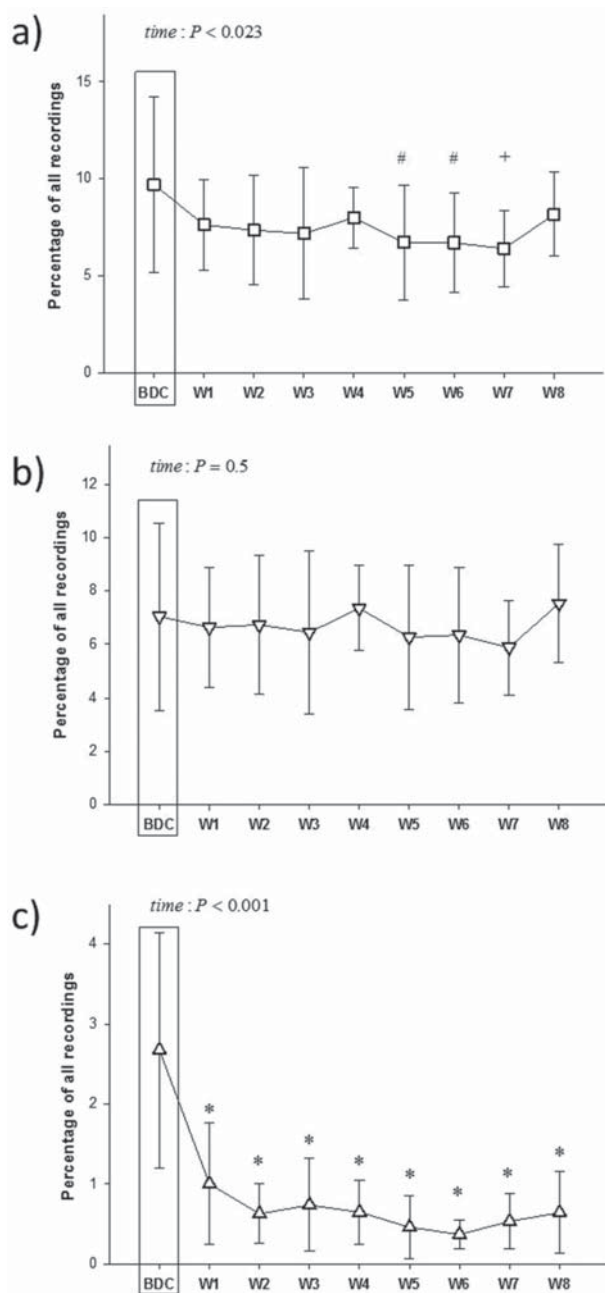 a)
time : P < 0.023
Percentage of all recordings
15
10
5
0
# # +
BDC W1 W2 W3 W4 W5 W6 W7 W8
b)
time : P = 0.5
Percentage of all recordings
12
10
8
6
4
2
0
BDC W1 W2 W3 W4 W5 W6 W7 W8
c)
time : P < 0.001
Percentage of all recordings
4
3
2
1
0
* * * * * * * *
BDC W1 W2 W3 W4 W5 W6 W7 W8